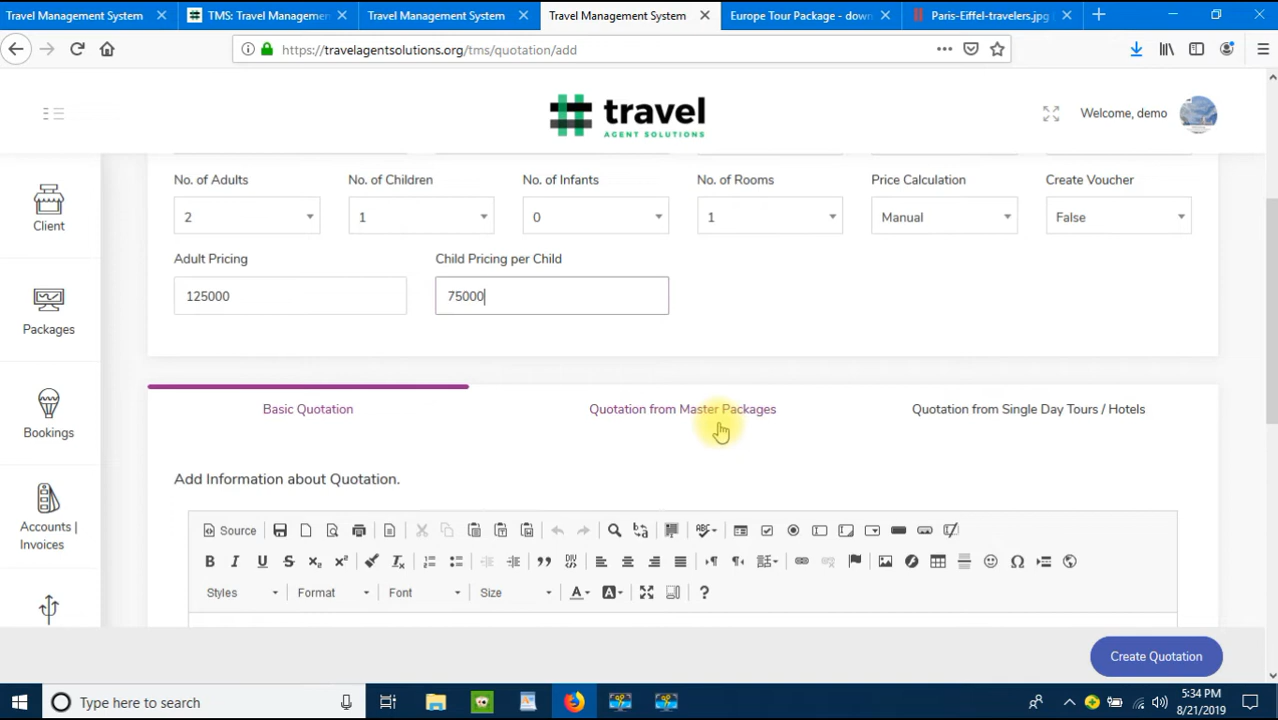 Travel Management System
TMS: Travel Managemen
Travel Management System
Travel Management System
Europe Tour Package - down
Paris-Eiffel-travelers.jpg (
https://travelagentsolutions.org/tms/quotation/add
travel
AGENT SOLUTIONS
Welcome, demo
Client
Packages
Bookings
Accounts |
Invoices
No. of Adults
No. of Children
No. of Infants
No. of Rooms
Price Calculation
Create Voucher
2
1
0
1
Manual
False
Adult Pricing
Child Pricing per Child
125000
75000
Basic Quotation
Quotation from Master Packages
Quotation from Single Day Tours / Hotels
Add Information about Quotation.
Source
Styles
Format
Font
Size
Create Quotation
Type here to search
5:34 PM
8/21/2019